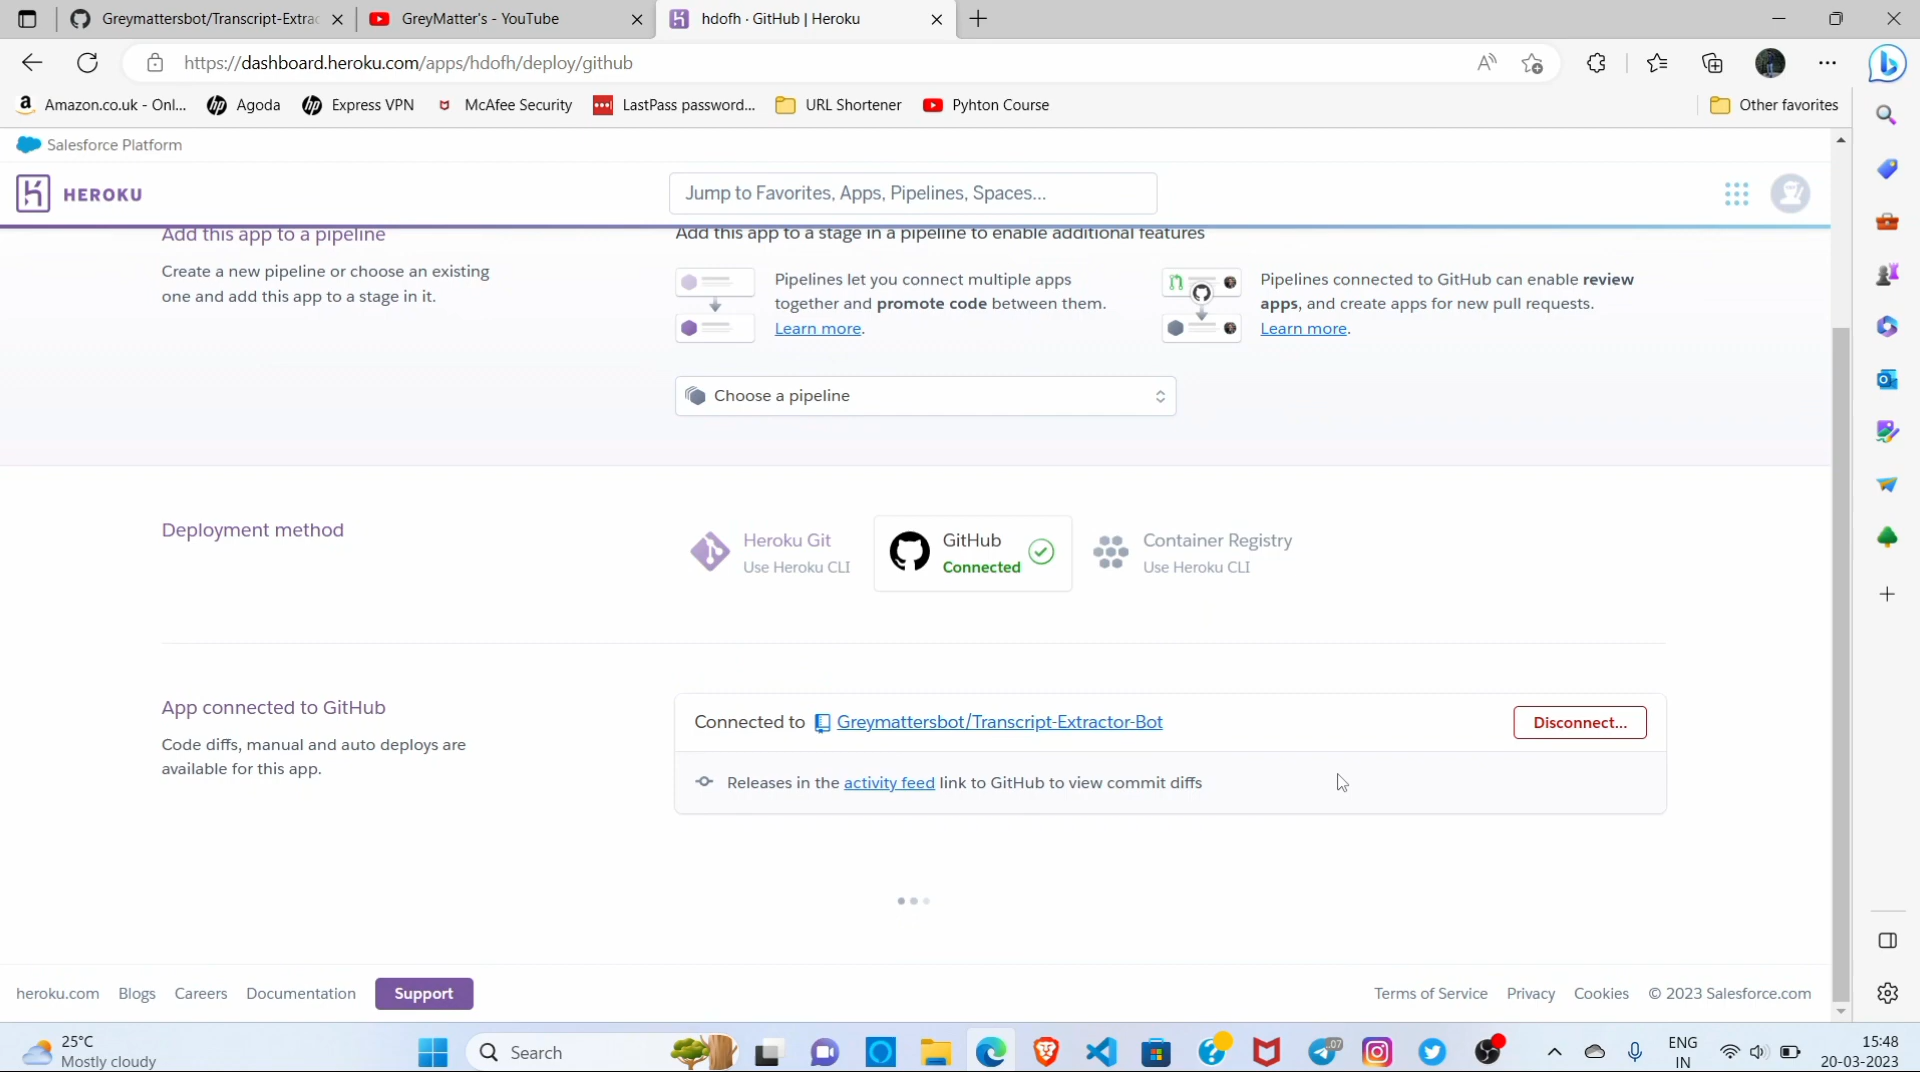 Greymattersbot/Transcript-Extrac
GreyMatter's - YouTube
hdofh · GitHub | Heroku
https://dashboard.heroku.com/apps/hdofh/deploy/github
Amazon.co.uk - Onl...
Agoda
Express VPN
McAfee Security
LastPass password...
URL Shortener
Pyhton Course
Other favorites
Salesforce Platform
HEROKU
Jump to Favorites, Apps, Pipelines, Spaces...
Add this app to a pipeline
Create a new pipeline or choose an existing
one and add this app to a stage in it.
Add this app to a stage in a pipeline to enable additional features
Pipelines let you connect multiple apps
together and promote code between them.
Learn more.
Pipelines connected to GitHub can enable review
apps, and create apps for new pull requests.
Learn more.
Choose a pipeline
Deployment method
Heroku Git
Use Heroku CLI
GitHub
Connected
Container Registry
Use Heroku CLI
App connected to GitHub
Code diffs, manual and auto deploys are
available for this app.
Connected to Greymattersbot/Transcript-Extractor-Bot
Disconnect...
Releases in the activity feed link to GitHub to view commit diffs
heroku.com
Blogs
Careers
Documentation
Support
Terms of Service
Privacy
Cookies
© 2023 Salesforce.com
25°C
Mostly cloudy
Search
ENG
IN
15:48
20-03-2023